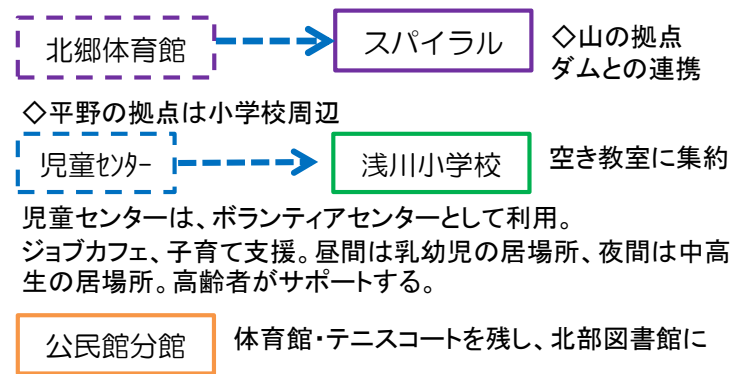 北郷体育館
スパイラル
◇山の拠点
ダムとの連携
◇平野の拠点は小学校周辺
児童ｾﾝﾀｰ
浅川小学校
空き教室に集約
児童センターは、ボランティアセンターとして利用。
ジョブカフェ、子育て支援。昼間は乳幼児の居場所、夜間は中高
生の居場所。高齢者がサポートする。
公民館分館
体育館・テニスコートを残し、北部図書館に